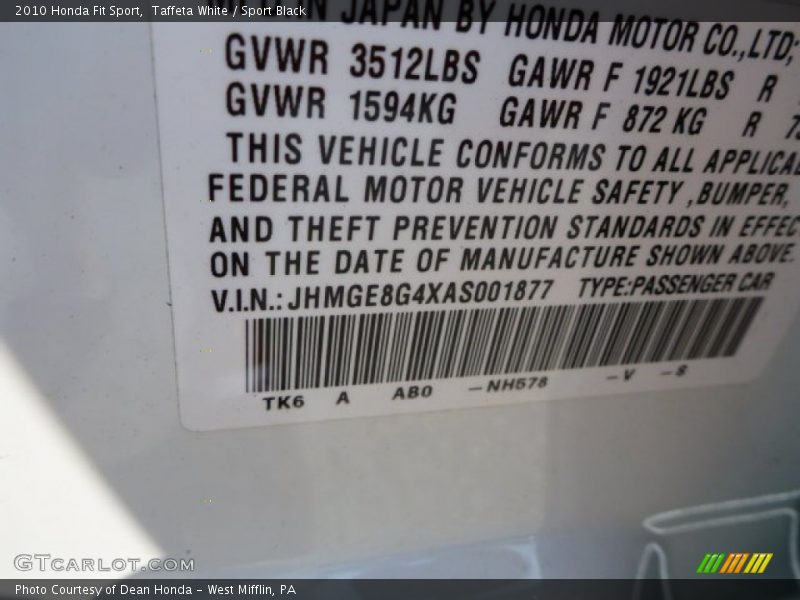 2010 Honda Fit Sport, Taffeta White / Sport Black
IN JAPAN BY HONDA MOTOR CO.,LTD;
GVWR 3512LBS GAWR F 1921LBS R
GVWR 1594KG GAWR F 872 KG R
THIS VEHICLE CONFORMS TO ALL
FEDERAL MOTOR VEHICLE SAFETY ,BUMPER,
AND THEFT PREVENTION STANDARDS IN
ON THE DATE OF MANUFACTURE SHOWN ABOVE.
V.I.N.: JHMGE8G4XAS001877 TYPE:PASSENGER CAR
TK6 A AB0 -NH578 -V -8
GTcarlot.com
Photo Courtesy of Dean Honda - West Mifflin, PA